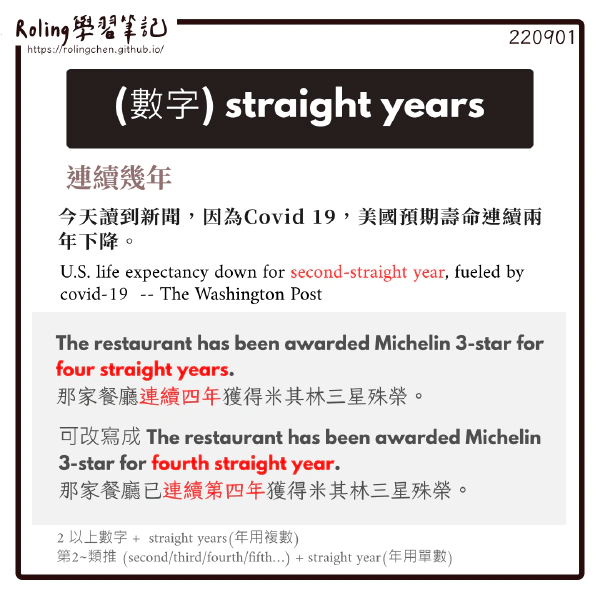 Roling學習筆記
https://rolingchen.github.io/
220901
(數字) straight years
連續幾年
今天讀到新聞，因為Covid 19，美國預期壽命連續兩
年下降。
U.S. life expectancy down for second-straight year, fueled by
covid-19 -- The Washington Post
The restaurant has been awarded Michelin 3-star for
four straight years.
那家餐廳連續四年獲得米其林三星殊榮。
可改寫成 The restaurant has been awarded Michelin
3-star for fourth straight year.
那家餐廳已連續第四年獲得米其林三星殊榮。
2 以上數字 + straight years(年用複數)
第2~類推 (second/third/fourth/fifth...) + straight year(年用單數)